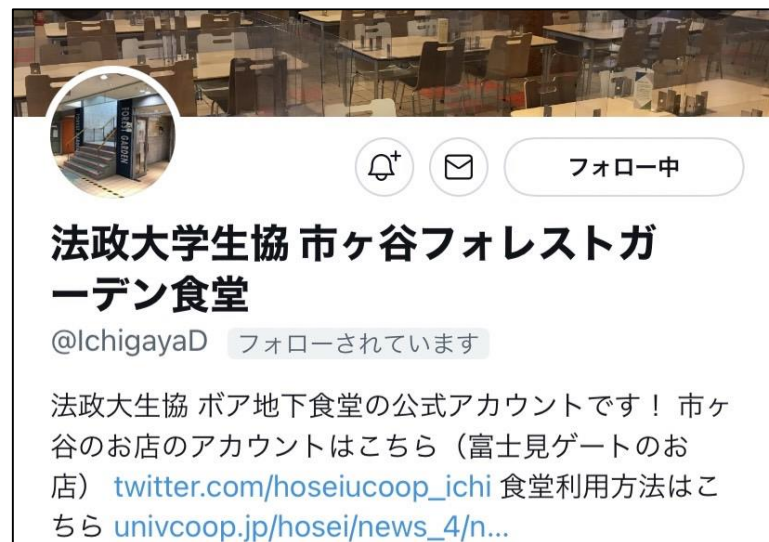 FOREST GARDEN
フォロー中
法政大学生協 市ヶ谷フォレストガ
ーデン食堂
@IchigayaD フォローされています
法政大生協 ボア地下食堂の公式アカウントです！ 市ヶ
谷のお店のアカウントはこちら（富士見ゲートのお
店） twitter.com/hoseiucoop_ichi 食堂利用方法はこ
ちら univcoop.jp/hosei/news_4/n...